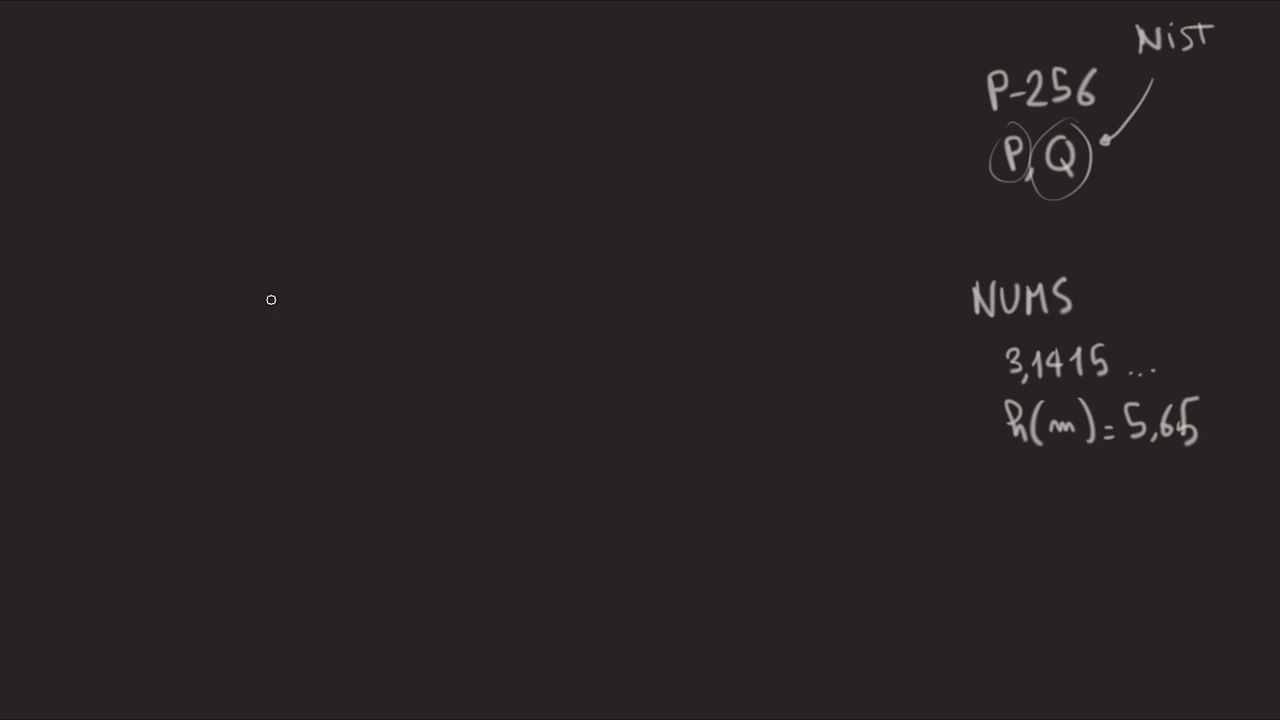 Nist
P-256
P, Q
NUMS
3,1415 ...
h(m) = 5,65